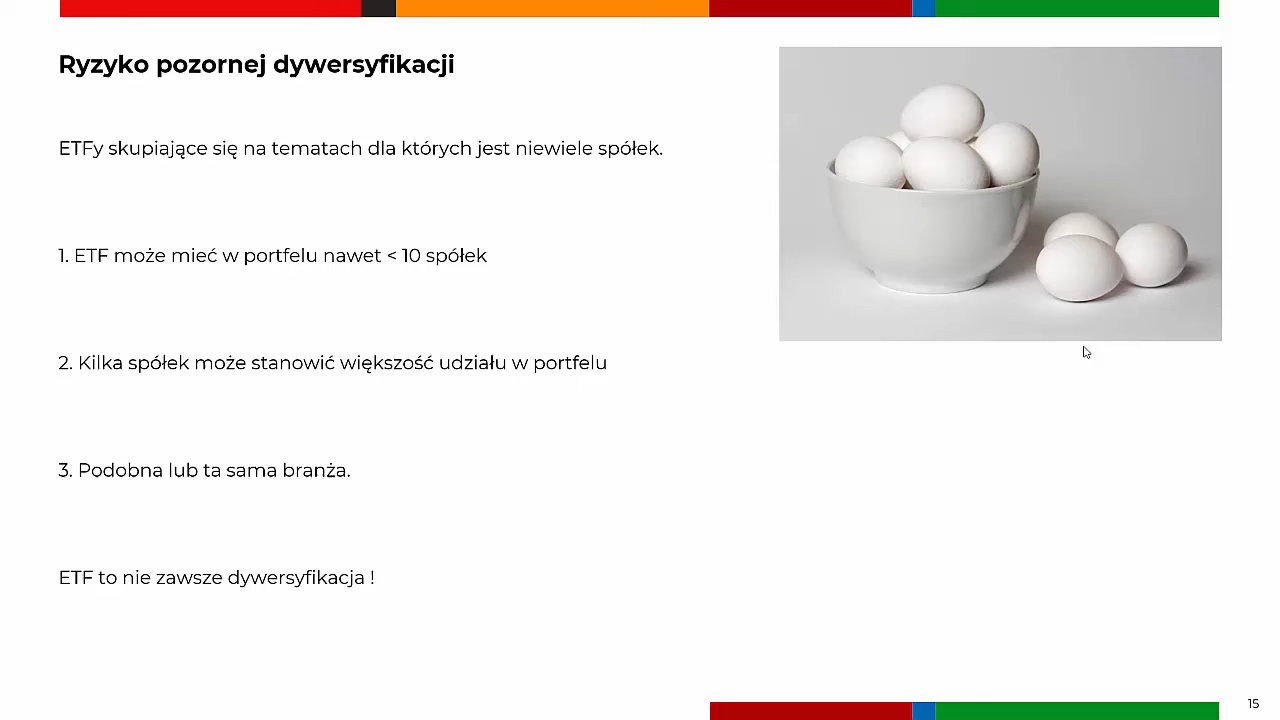 Ryzyko pozornej dywersyfikacji
ETFy skupiające się na tematach dla których jest niewiele spółek.
1. ETF może mieć w portfelu nawet < 10 spółek
2. Kilka spółek może stanowić większość udziału w portfelu
3. Podobna lub ta sama branża.
ETF to nie zawsze dywersyfikacja !
15